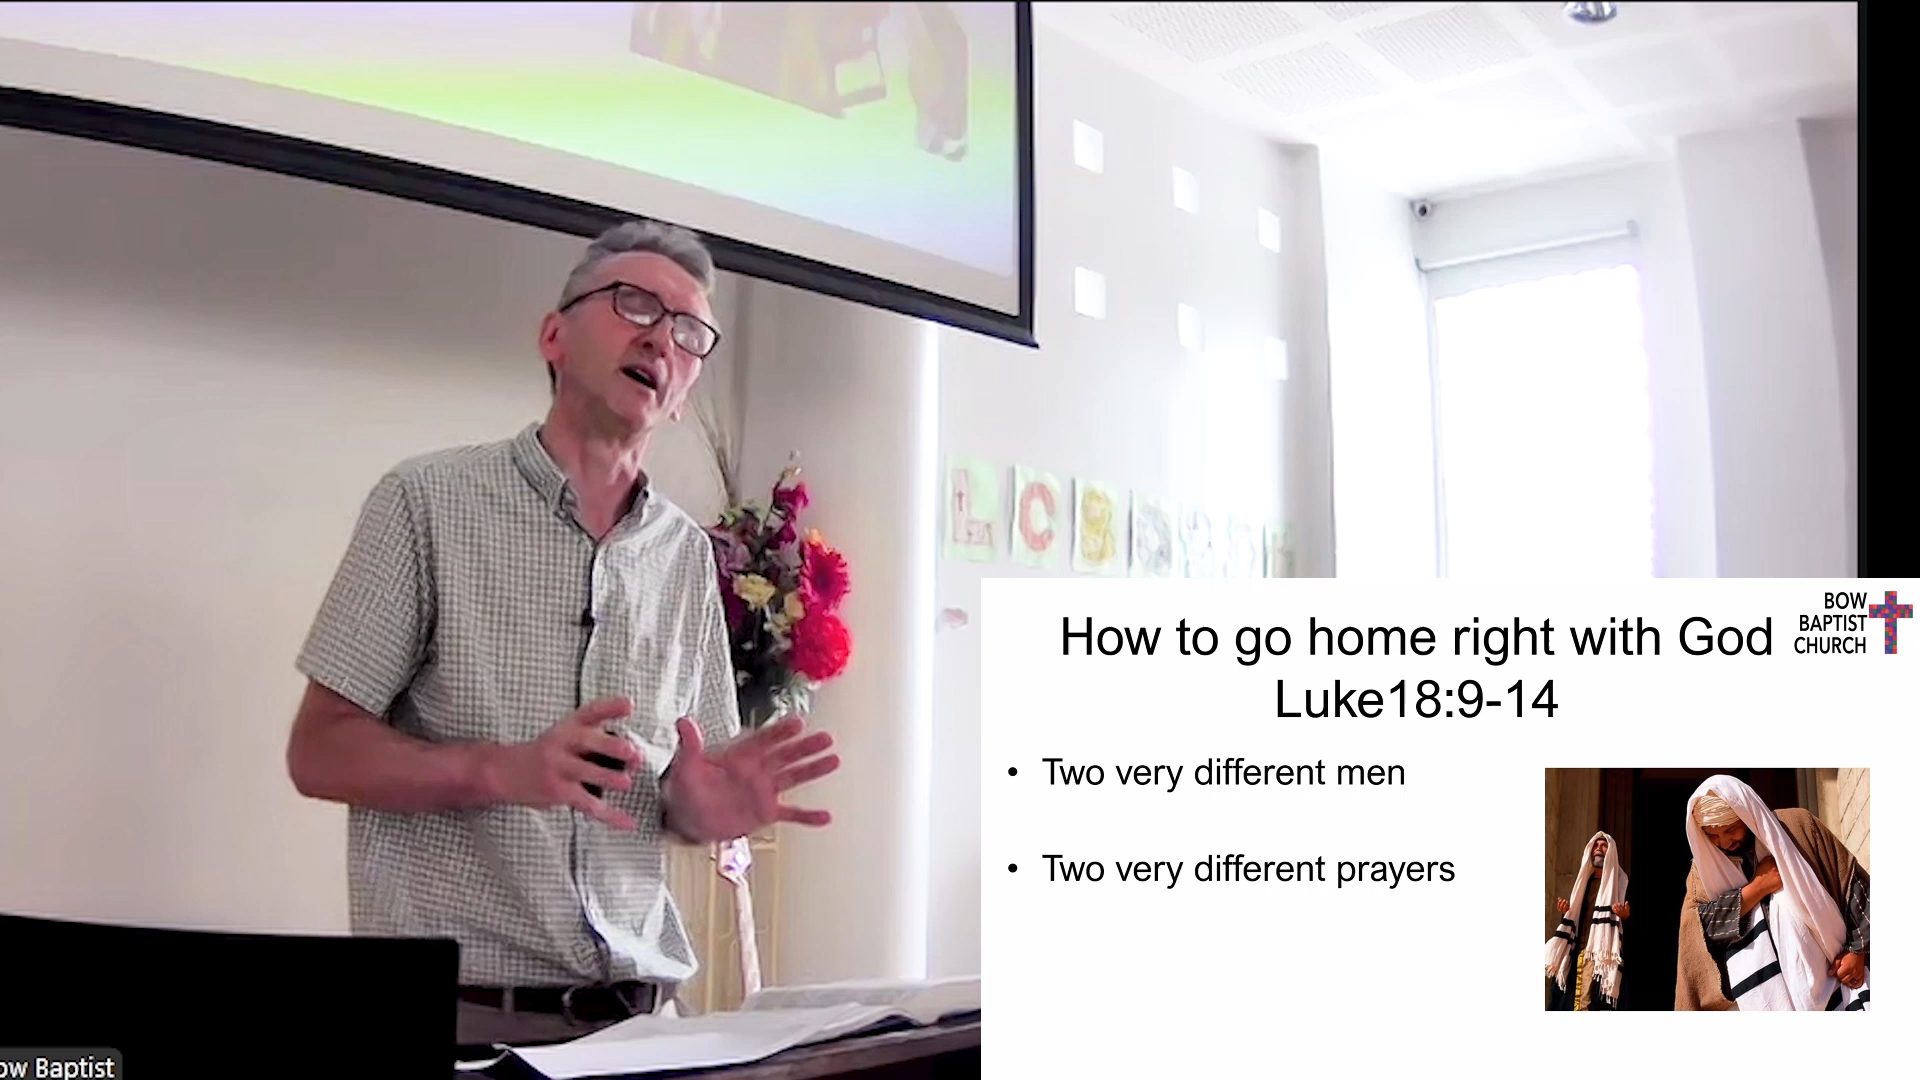 L C B
BOW
BAPTIST
CHURCH
How to go home right with God
Luke18:9-14
• Two very different men
• Two very different prayers
ow Baptist